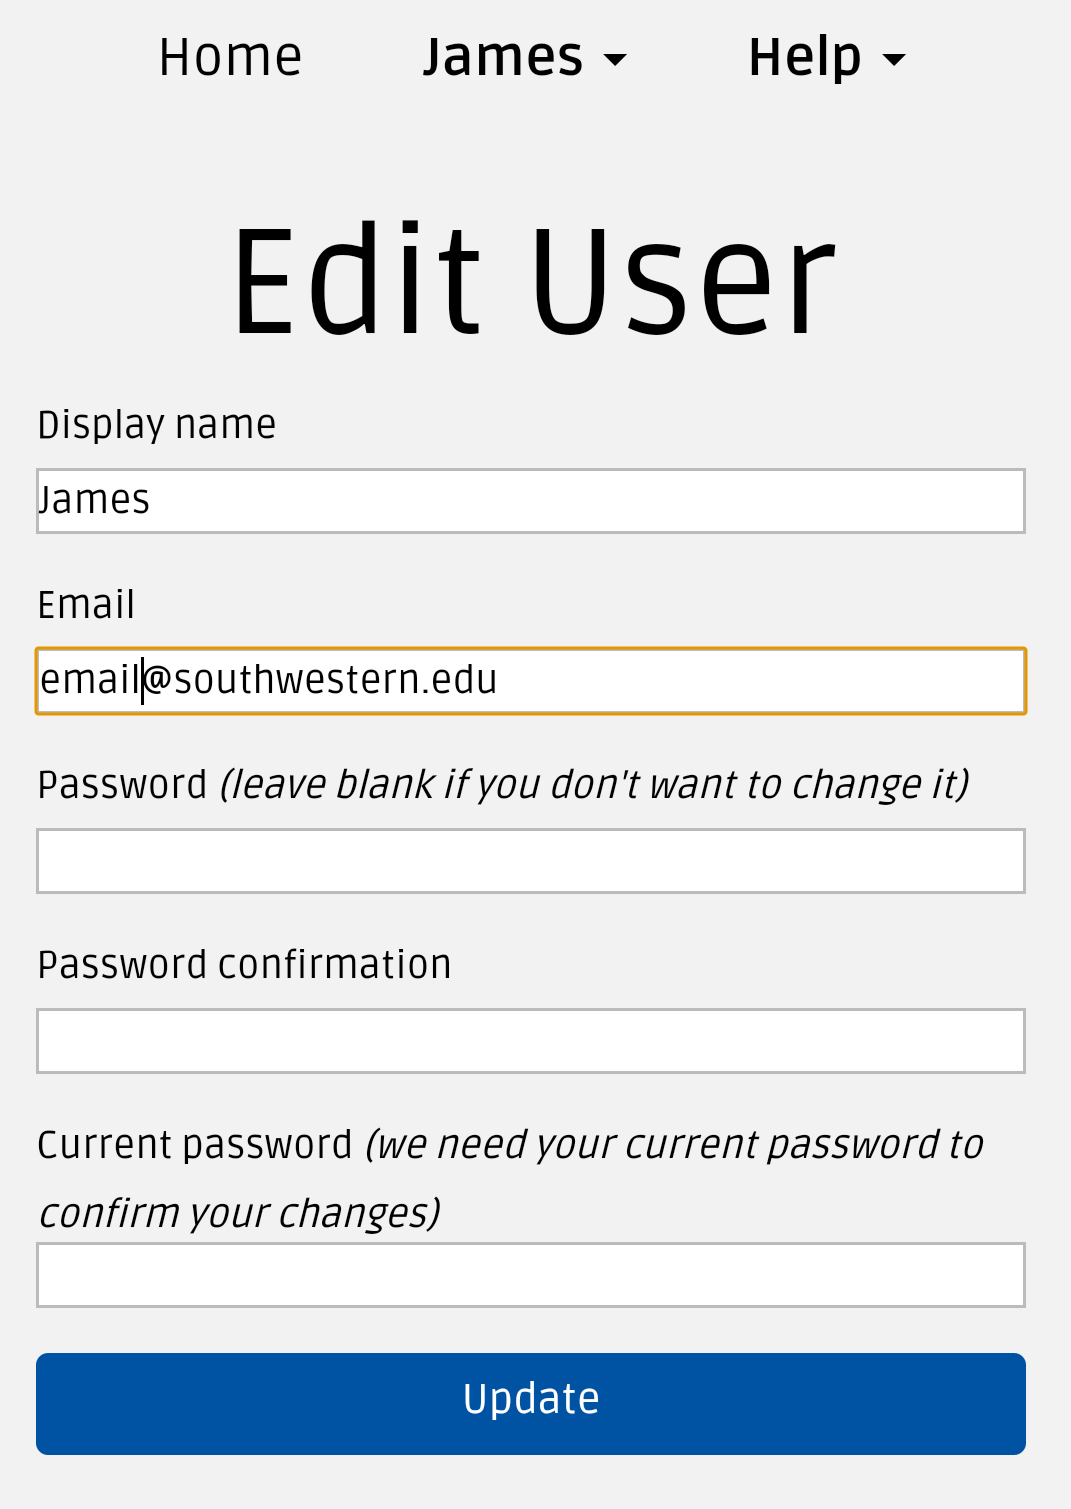 Home James Help
Edit User
Display name
James
Email
email@southwestern.edu
Password (leave blank if you don't want to change it)
Password confirmation
Current password (we need your current password to
confirm your changes)
Update